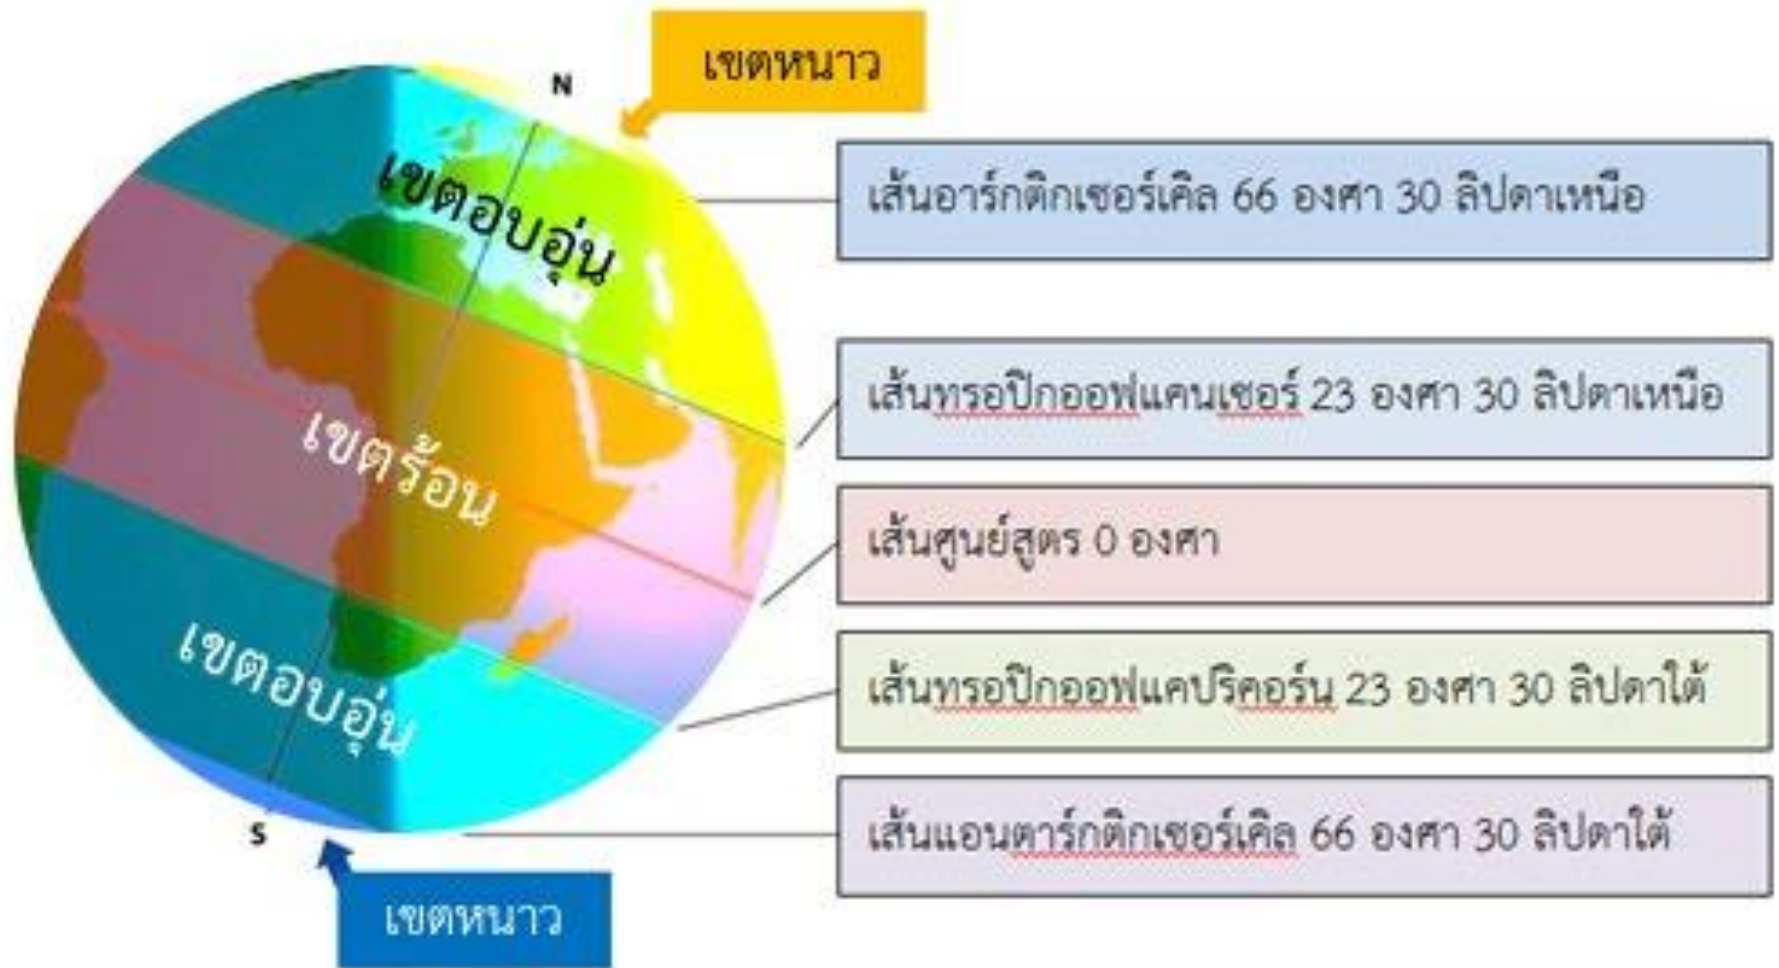 N
เขตหนาว
เส้นอาร์กติกเซอร์เคิล 66 องศา 30 ลิปดาเหนือ
เขตอบอุ่น
เส้นทรอปิกออฟแคนเซอร์ 23 องศา 30 ลิปดาเหนือ
เขตร้อน
เส้นศูนย์สูตร 0 องศา
เขตอบอุ่น
เส้นทรอปิกออฟแคปริคอร์น 23 องศา 30 ลิปดาใต้
เส้นแอนตาร์กติกเซอร์เคิล 66 องศา 30 ลิปดาใต้
S
เขตหนาว